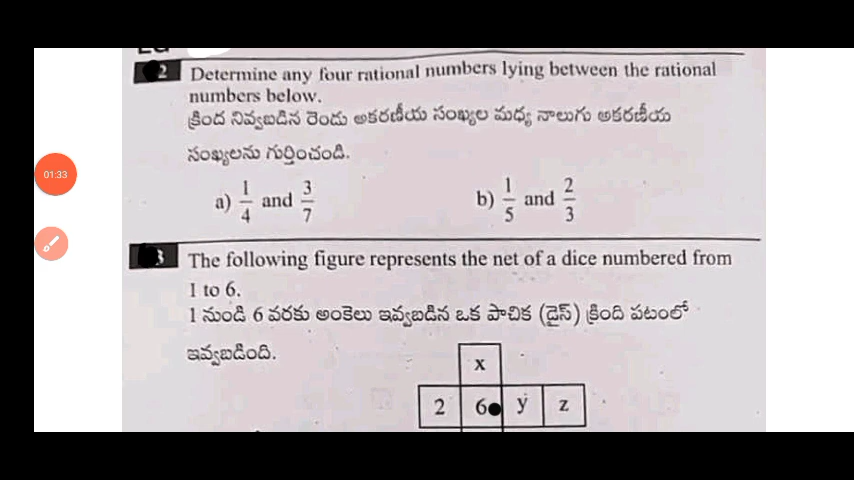 01:33
2 Determine any four rational numbers lying between the rational
numbers below.
క్రింద నివ్వబడిన రెండు అకరణీయ సంఖ్యల మధ్య నాలుగు అకరణీయ
సంఖ్యలను గుర్తించండి.
a) 1/4 and 3/7 b) 1/5 and 2/3
3 The following figure represents the net of a dice numbered from
1 to 6.
1 నుండి 6 వరకు అంకెలు ఇవ్వబడిన ఒక పాచిక (డైస్) క్రింది పటంలో
ఇవ్వబడింది.
x
2 6 y z